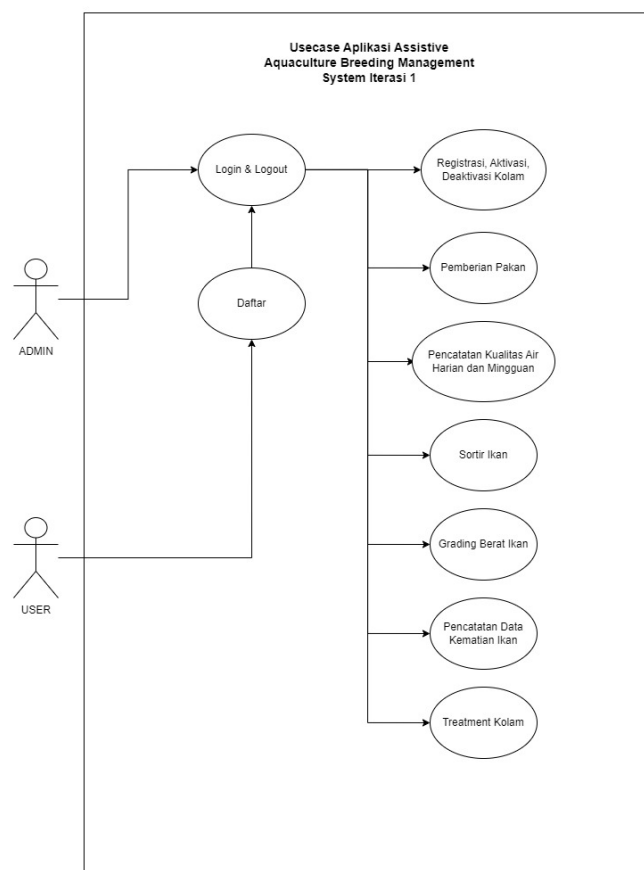 Usecase Aplikasi Assistive
Aquaculture Breeding Management
System Iterasi 1
Login & Logout
Registrasi, Aktivasi,
Deaktivasi Kolam
Pemberian Pakan
Daftar
ADMIN
Pencatatan Kualitas Air
Harian dan Mingguan
Sortir Ikan
Grading Berat Ikan
USER
Pencatatan Data
Kematian Ikan
Treatment Kolam